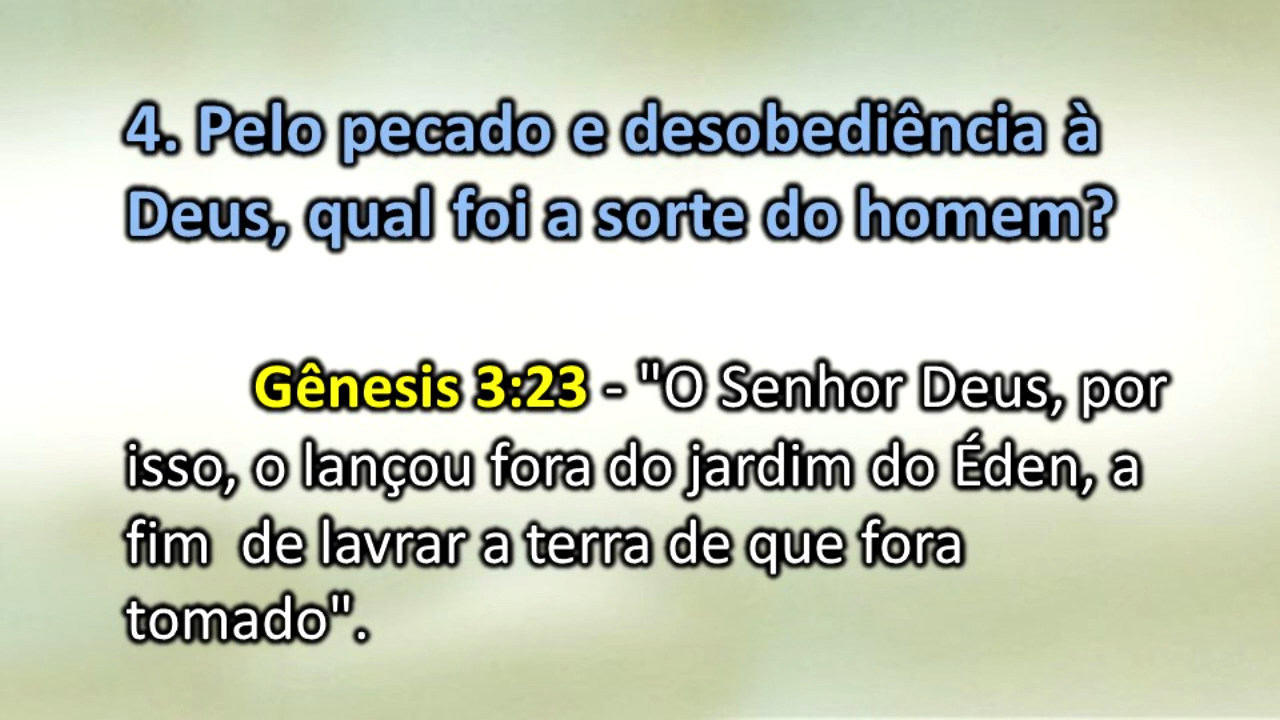 4. Pelo pecado e desobediência à
Deus, qual foi a sorte do homem?
Gênesis 3:23 - "O Senhor Deus, por
isso, o lançou fora do jardim do Éden, a
fim  de lavrar a terra de que fora
tomado".